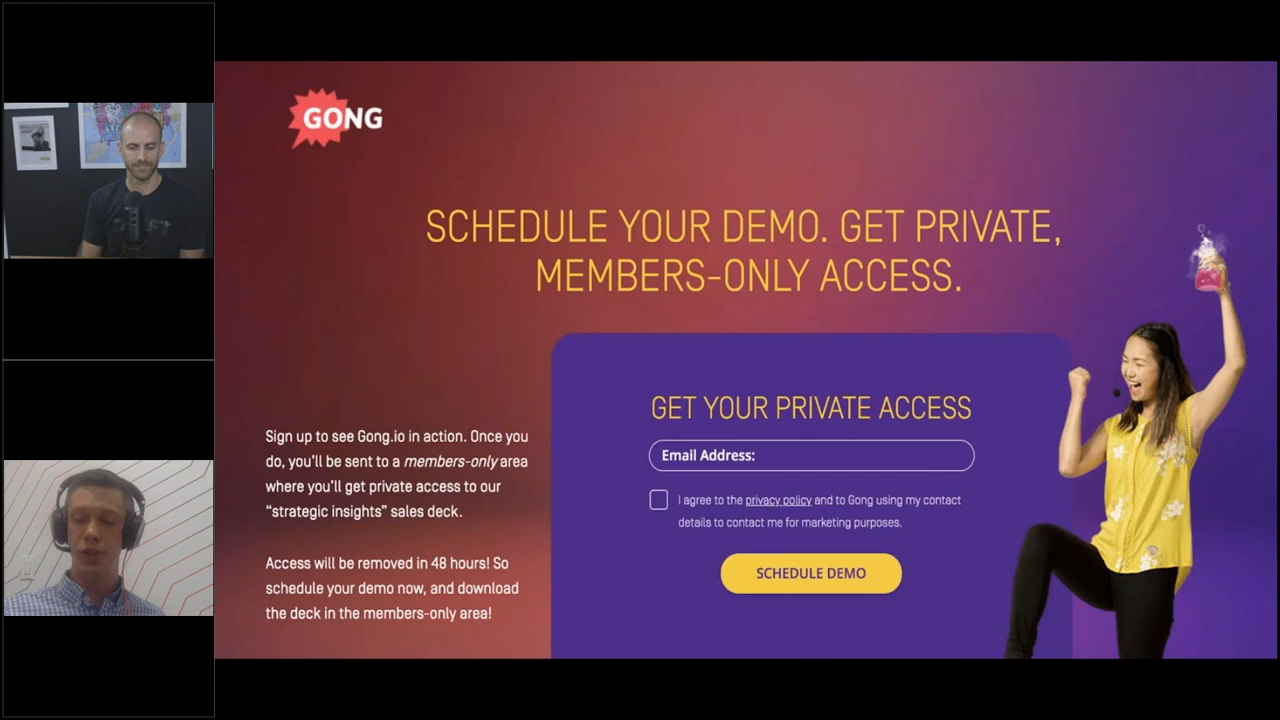 GONG
SCHEDULE YOUR DEMO. GET PRIVATE,
MEMBERS-ONLY ACCESS.
Sign up to see Gong.io in action. Once you
do, you'll be sent to a members-only area
where you'll get private access to our
“strategic insights” sales deck.
Access will be removed in 48 hours! So
schedule your demo now, and download
the deck in the members-only area!
GET YOUR PRIVATE ACCESS
Email Address:
I agree to the privacy policy and to Gong using my contact
details to contact me for marketing purposes.
SCHEDULE DEMO